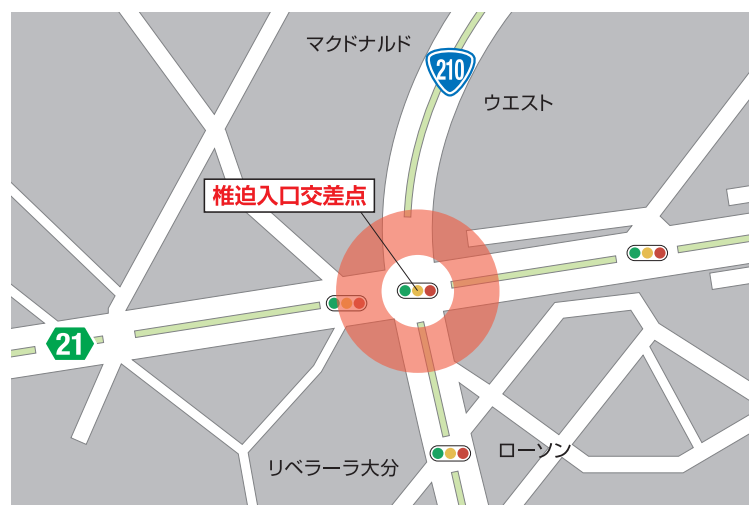 マクドナルド
210
ウエスト
椎迫入口交差点
21
リベラーラ大分
ローソン